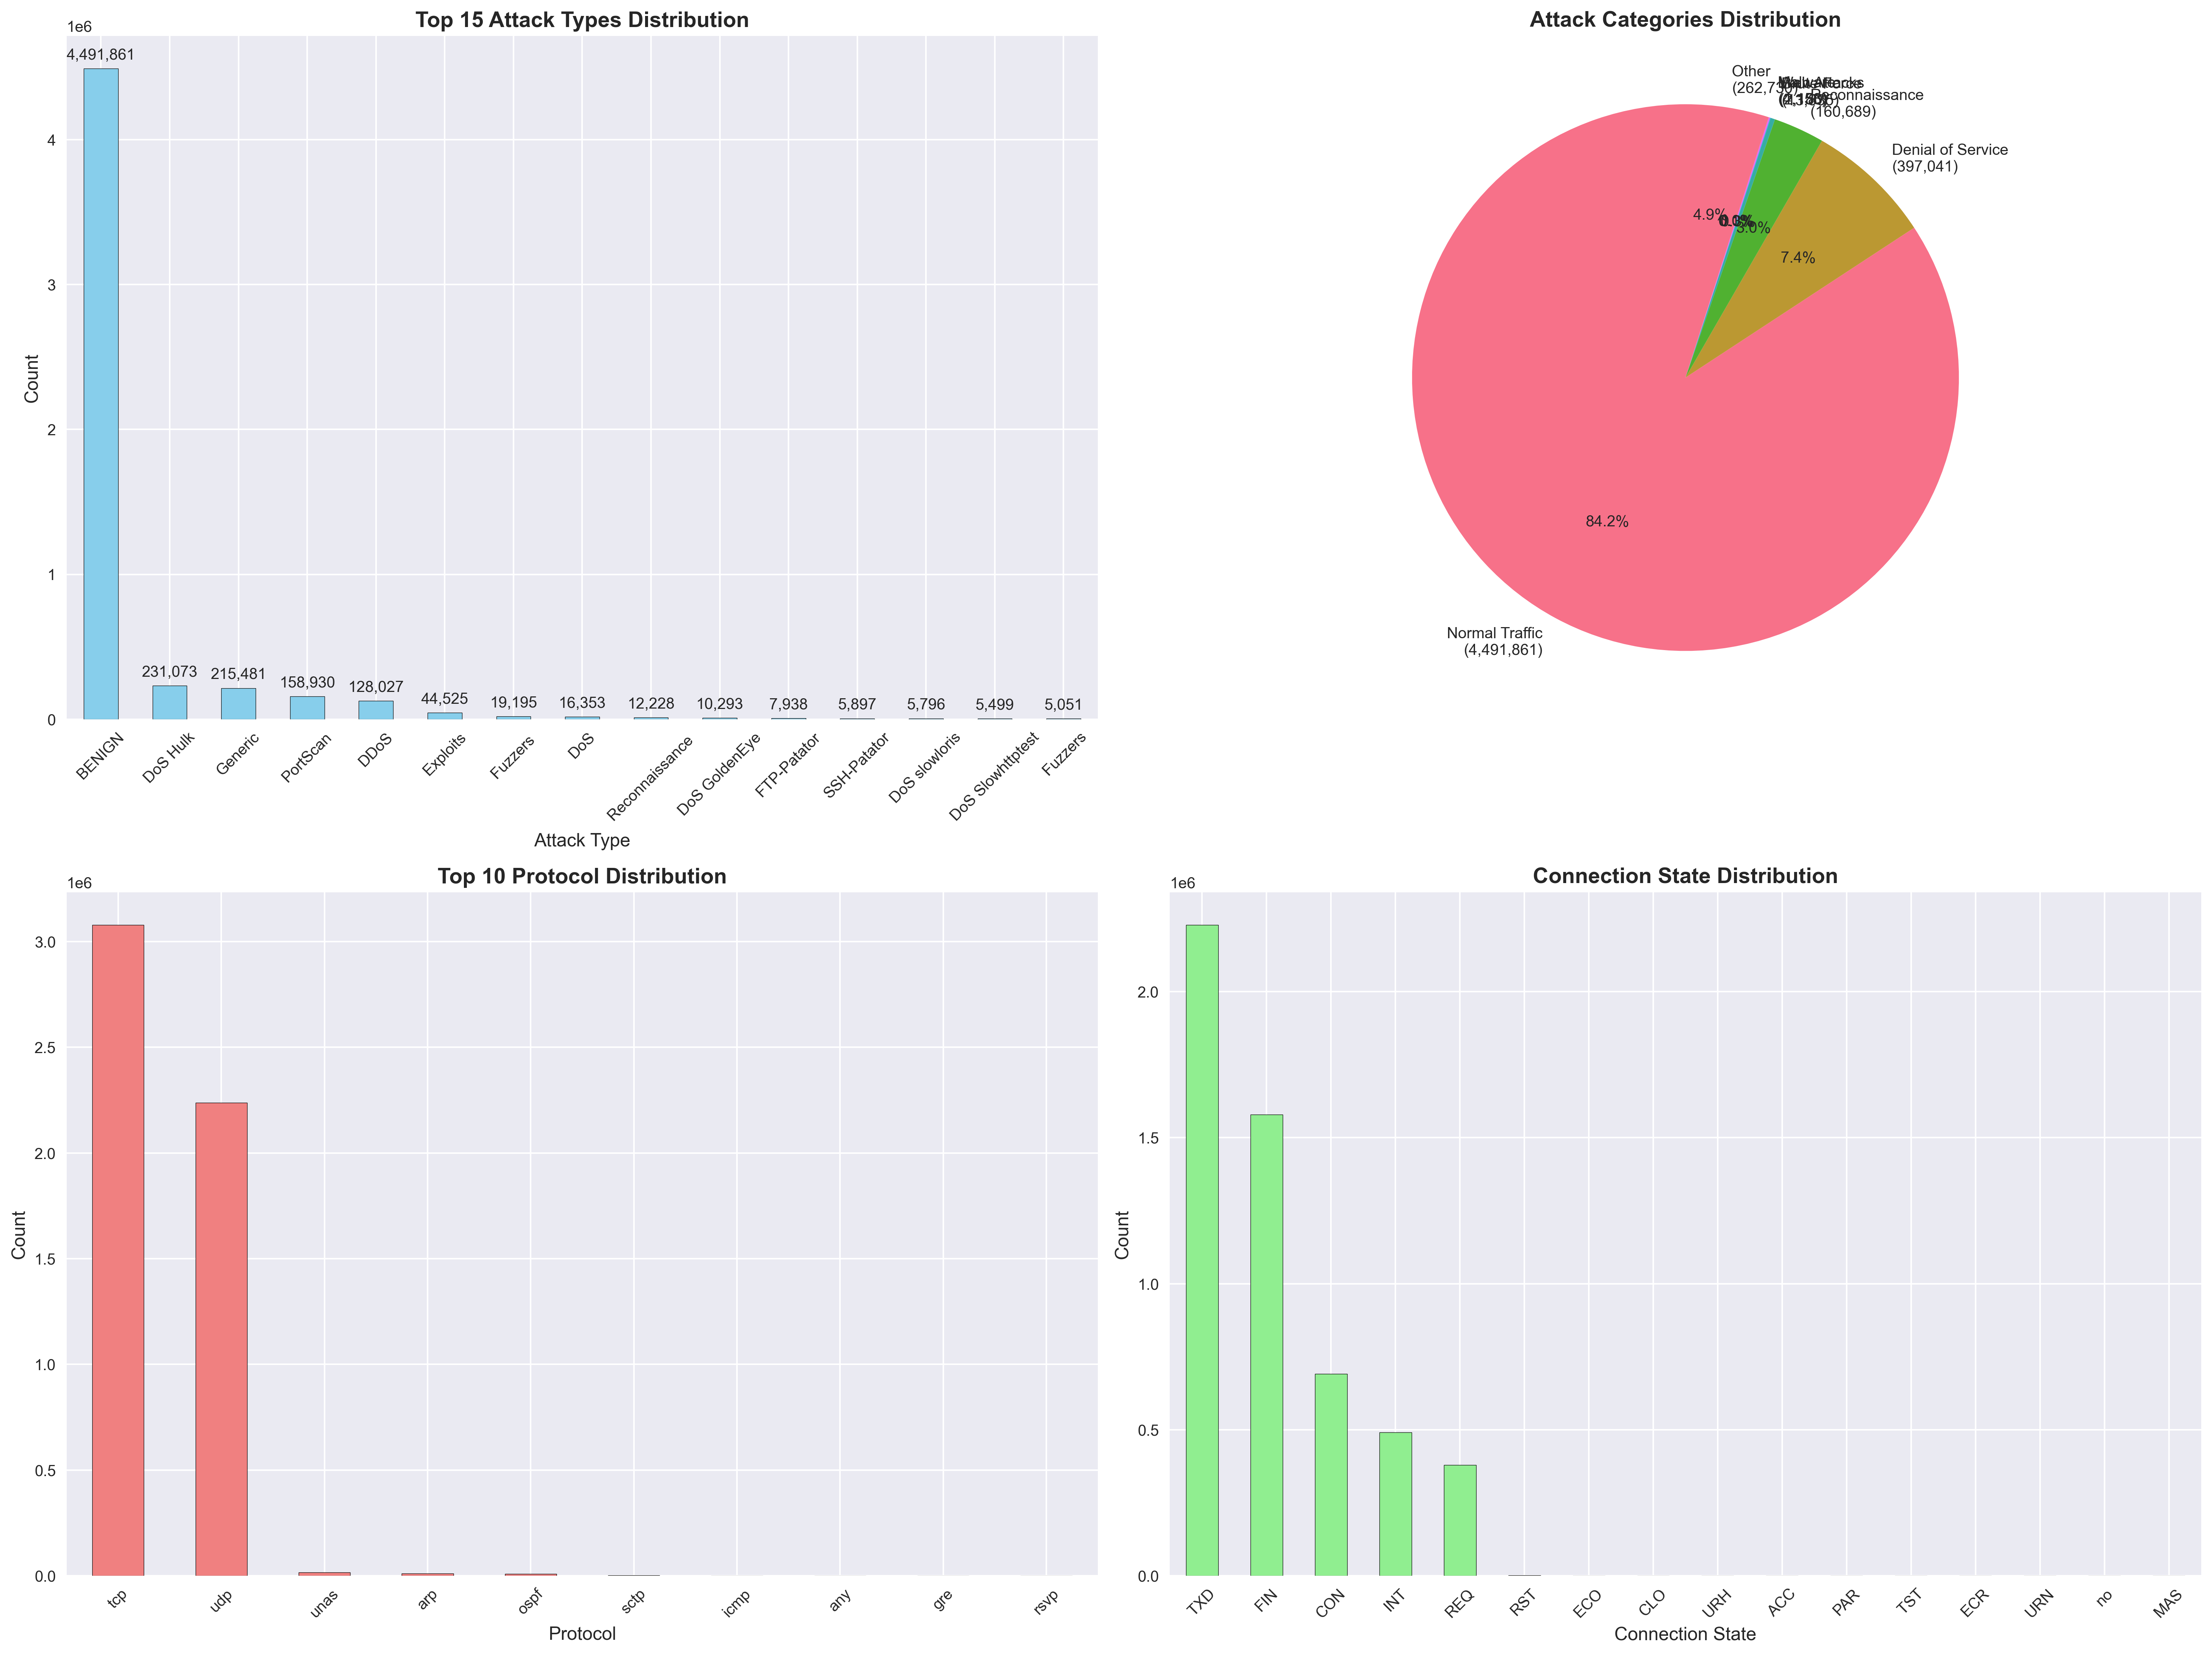 Top 15 Attack Types Distribution
1e6
4,491,861
231,073
215,481
158,930
128,027
44,525
19,195
16,353
12,228
10,293
7,938
5,897
5,796
5,499
5,051
4
3
2
1
0
Count
BENIGN
DoS Hulk
Generic
PortScan
DDoS
Exploits
Fuzzers
DoS
Reconnaissance
DoS GoldenEye
FTP-Patator
SSH-Patator
DoS slowloris
DoS Slowhttptest
Fuzzers
Attack Type
Attack Categories Distribution
Other
(262,730)
Reconnaissance
(160,689)
Denial of Service
(397,041)
4.9%
3.0%
7.4%
84.2%
Normal Traffic
(4,491,861)
Top 10 Protocol Distribution
1e6
3.0
2.5
2.0
1.5
1.0
0.5
0.0
Count
tcp
udp
unas
arp
ospf
sctp
icmp
any
gre
rsvp
Protocol
Connection State Distribution
1e6
2.0
1.5
1.0
0.5
0.0
Count
TXD
FIN
CON
INT
REQ
RST
ECO
CLO
URH
ACC
PAR
TST
ECR
URN
no
MAS
Connection State